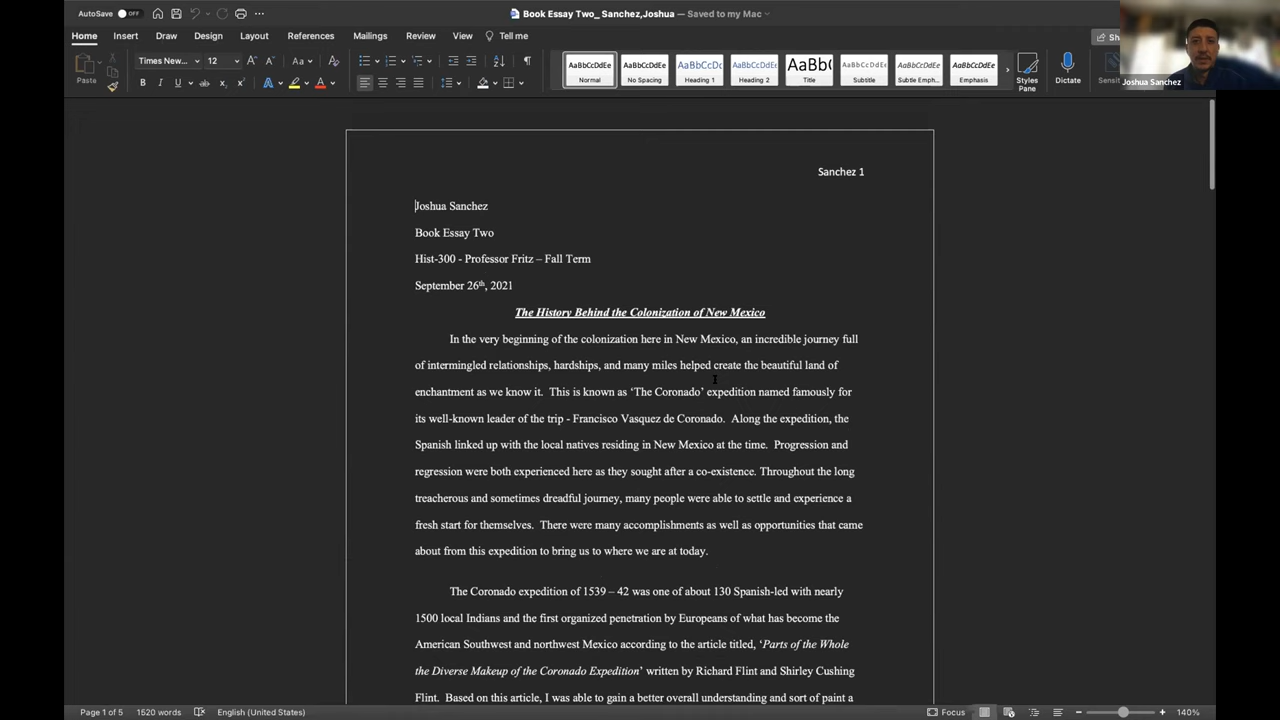 AutoSave OFF
Book Essay Two_ Sanchez,Joshua — Saved to my Mac
Home Insert Draw Design Layout References Mailings Review View Tell me
Sh
Joshua Sanchez
Paste
Times New... 12
AaBbCcDdEe AaBbCcDdEe AaBbCcDc AaBbCcDdEe AaBb( AaBbCcDdEe AaBbCcDdEe AaBbCcDdEe
Normal No Spacing Heading 1 Heading 2 Title Subtitle Subtle Emph... Emphasis
Styles Pane
Dictate
Sensit
Sanchez 1
Joshua Sanchez
Book Essay Two
Hist-300 - Professor Fritz – Fall Term
September 26th, 2021
The History Behind the Colonization of New Mexico
In the very beginning of the colonization here in New Mexico, an incredible journey full
of intermingled relationships, hardships, and many miles helped create the beautiful land of
enchantment as we know it.  This is known as ‘The Coronado’ expedition named famously for
its well-known leader of the trip - Francisco Vasquez de Coronado.  Along the expedition, the
Spanish linked up with the local natives residing in New Mexico at the time.  Progression and
regression were both experienced here as they sought after a co-existence. Throughout the long
treacherous and sometimes dreadful journey, many people were able to settle and experience a
fresh start for themselves.  There were many accomplishments as well as opportunities that came
about from this expedition to bring us to where we are at today.
The Coronado expedition of 1539 – 42 was one of about 130 Spanish-led with nearly
1500 local Indians and the first organized penetration by Europeans of what has become the
American Southwest and northwest Mexico according to the article titled, ‘Parts of the Whole
the Diverse Makeup of the Coronado Expedition’ written by Richard Flint and Shirley Cushing
Flint.  Based on this article, I was able to gain a better overall understanding and sort of paint a
Page 1 of 5 1520 words English (United States) Focus 140%